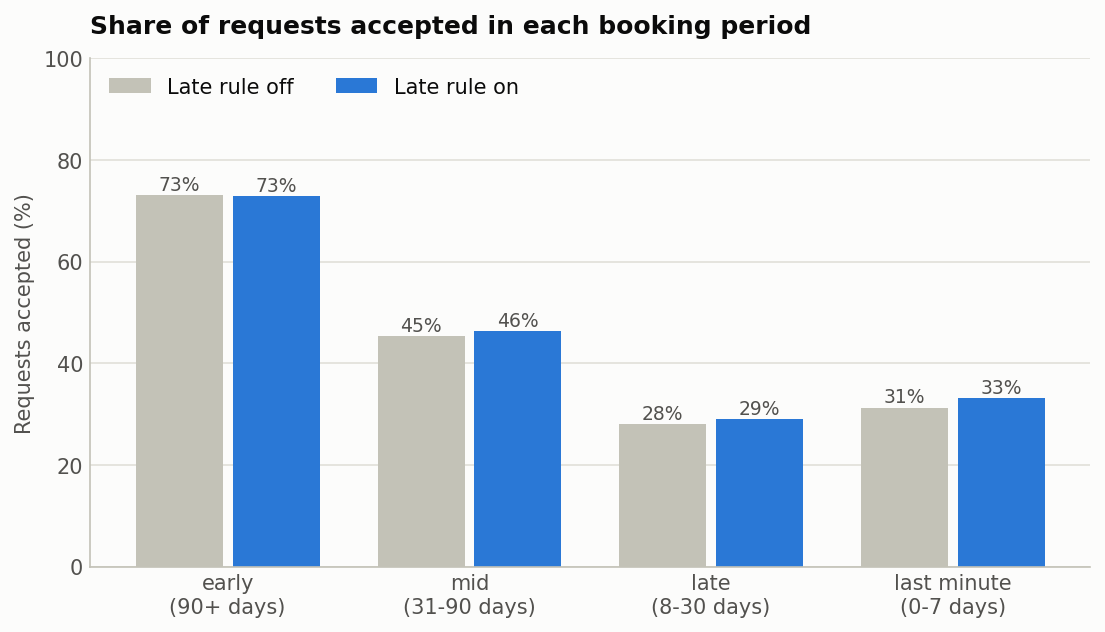 Share of requests accepted in each booking period
Late rule off
Late rule on
Requests accepted (%)
100
80
60
40
20
0
73%
73%
45%
46%
28%
29%
31%
33%
early
(90+ days)
mid
(31-90 days)
late
(8-30 days)
last minute
(0-7 days)